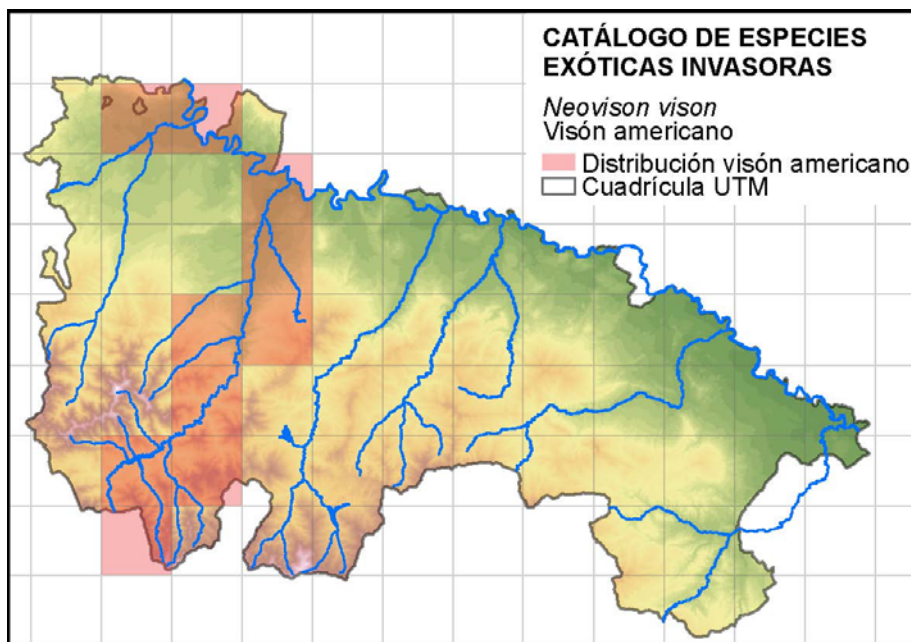 CATÁLOGO DE ESPECIES
EXÓTICAS INVASORAS
Neovison vison
Visón americano
Distribución visón americano
Cuadrícula UTM